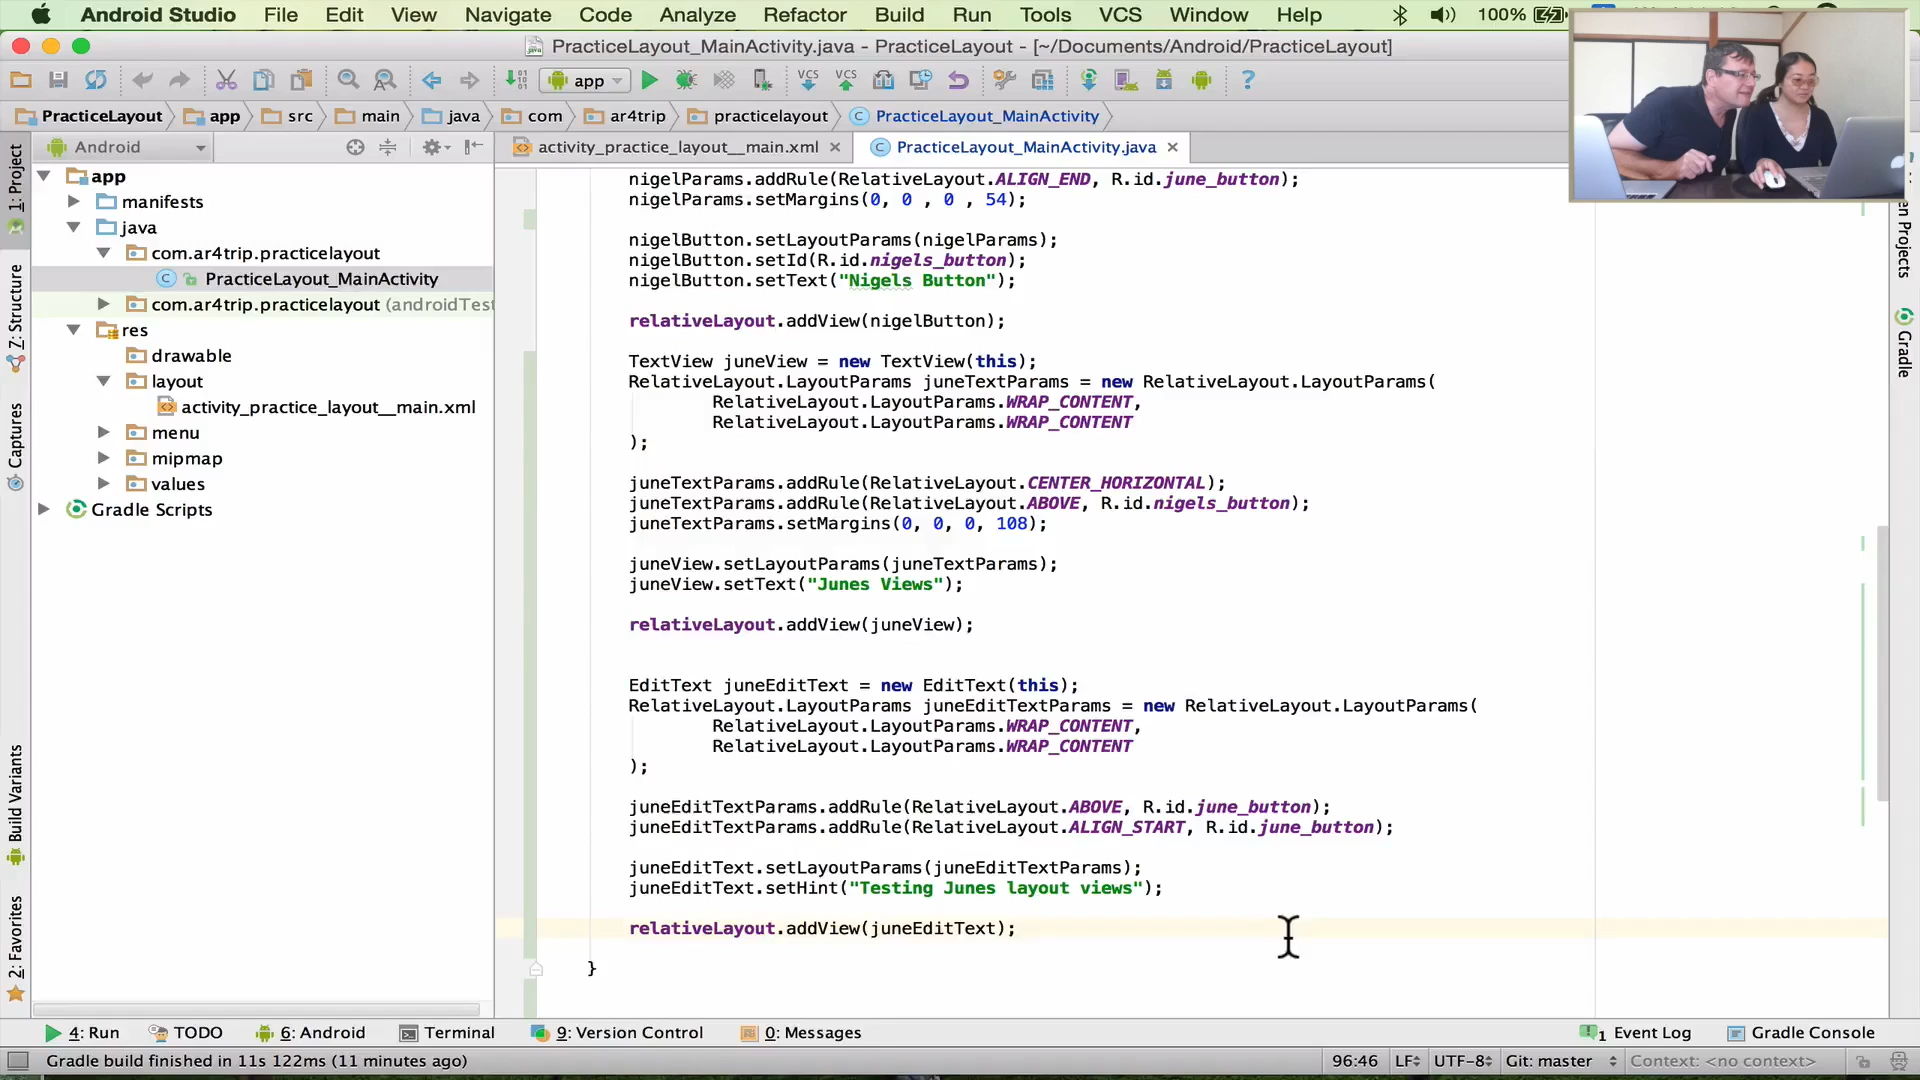 Android Studio File Edit View Navigate Code Analyze Refactor Build Run Tools VCS Window Help 100%
PracticeLayout_MainActivity.java - PracticeLayout - [~/Documents/Android/PracticeLayout]
app VCS VCS ?
PracticeLayout app src main java com ar4trip practicelayout PracticeLayout_MainActivity
Android
activity_practice_layout__main.xml PracticeLayout_MainActivity.java
1: Project
Z: Structure
Captures
Build Variants
2: Favorites
app
manifests
java
com.ar4trip.practicelayout
PracticeLayout_MainActivity
com.ar4trip.practicelayout (androidTest
res
drawable
layout
activity_practice_layout__main.xml
menu
mipmap
values
Gradle Scripts
nigelParams.addRule(RelativeLayout.ALIGN_END, R.id.june_button);
nigelParams.setMargins(0, 0 , 0 , 54);
nigelButton.setLayoutParams(nigelParams);
nigelButton.setId(R.id.nigels_button);
nigelButton.setText("Nigels Button");
relativeLayout.addView(nigelButton);
TextView juneView = new TextView(this);
RelativeLayout.LayoutParams juneTextParams = new RelativeLayout.LayoutParams(
RelativeLayout.LayoutParams.WRAP_CONTENT,
RelativeLayout.LayoutParams.WRAP_CONTENT
);
juneTextParams.addRule(RelativeLayout.CENTER_HORIZONTAL);
juneTextParams.addRule(RelativeLayout.ABOVE, R.id.nigels_button);
juneTextParams.setMargins(0, 0, 0, 108);
juneView.setLayoutParams(juneTextParams);
juneView.setText("Junes Views");
relativeLayout.addView(juneView);
EditText juneEditText = new EditText(this);
RelativeLayout.LayoutParams juneEditTextParams = new RelativeLayout.LayoutParams(
RelativeLayout.LayoutParams.WRAP_CONTENT,
RelativeLayout.LayoutParams.WRAP_CONTENT
);
juneEditTextParams.addRule(RelativeLayout.ABOVE, R.id.june_button);
juneEditTextParams.addRule(RelativeLayout.ALIGN_START, R.id.june_button);
juneEditText.setLayoutParams(juneEditTextParams);
juneEditText.setHint("Testing Junes layout views");
relativeLayout.addView(juneEditText);
}
en Projects
Gradle
4: Run TODO 6: Android Terminal 9: Version Control 0: Messages 1 Event Log Gradle Console
Gradle build finished in 11s 122ms (11 minutes ago) 96:46 LF UTF-8 Git: master Context: <no context>